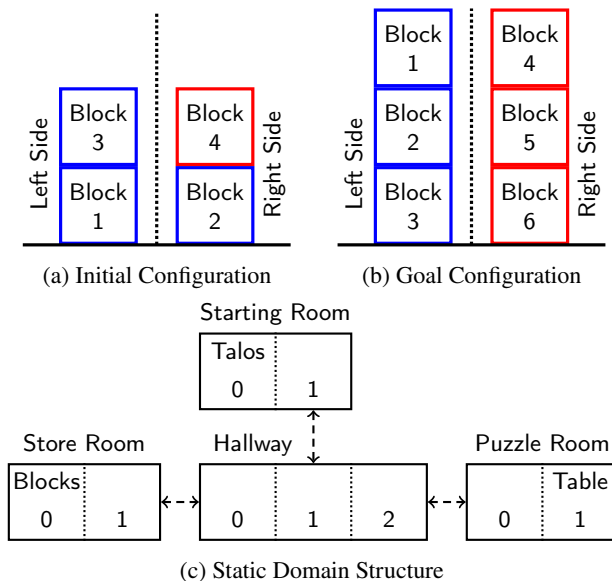 Block
1
Block
4
Block
3
Block
4
Block
2
Block
5
Block
1
Block
2
Block
3
Block
6
Left Side
Right Side
Left Side
Right Side
(a) Initial Configuration
(b) Goal Configuration
Starting Room
Talos
0
1
Store Room
Hallway
Puzzle Room
Blocks
Table
0
1
0
1
2
0
1
(c) Static Domain Structure